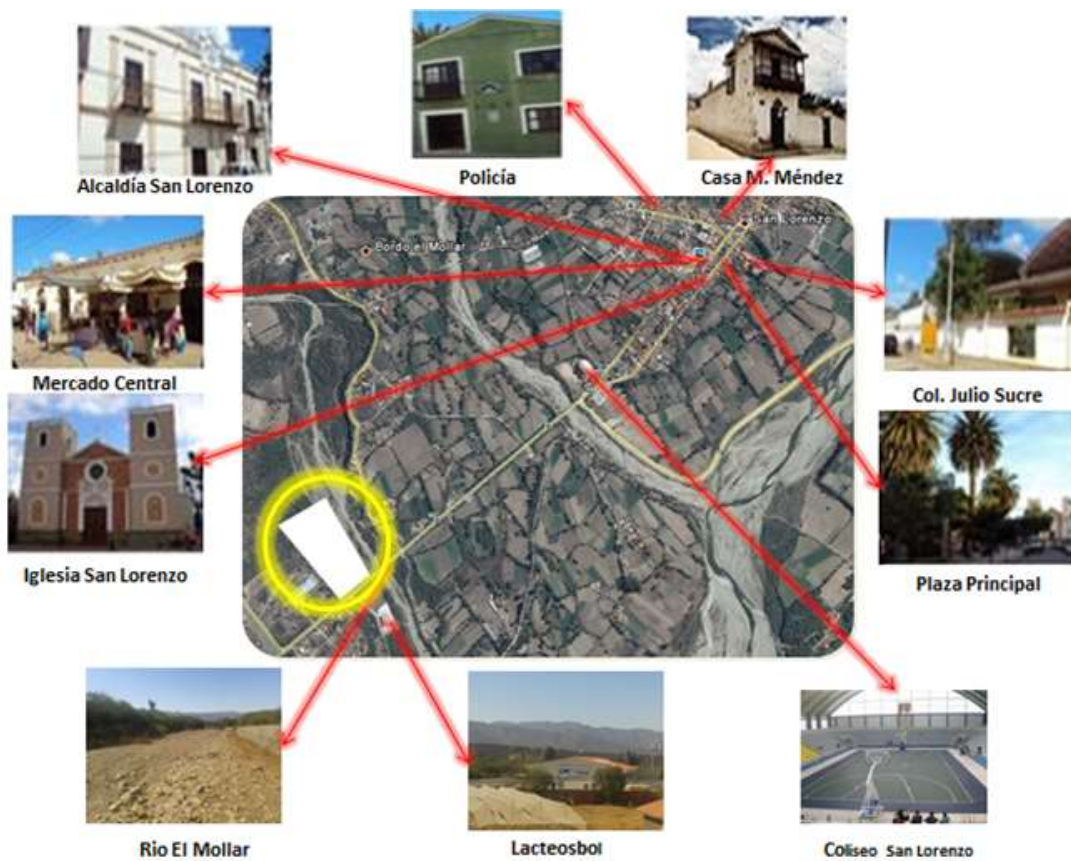 Alcaldía San Lorenzo
Policía
Casa M. Méndez
Bordo el Mollar
San Lorenzo
Mercado Central
Col. Julio Sucre
Iglesia San Lorenzo
Plaza Principal
Rio El Mollar
Lacteosbol
Coliseo San Lorenzo